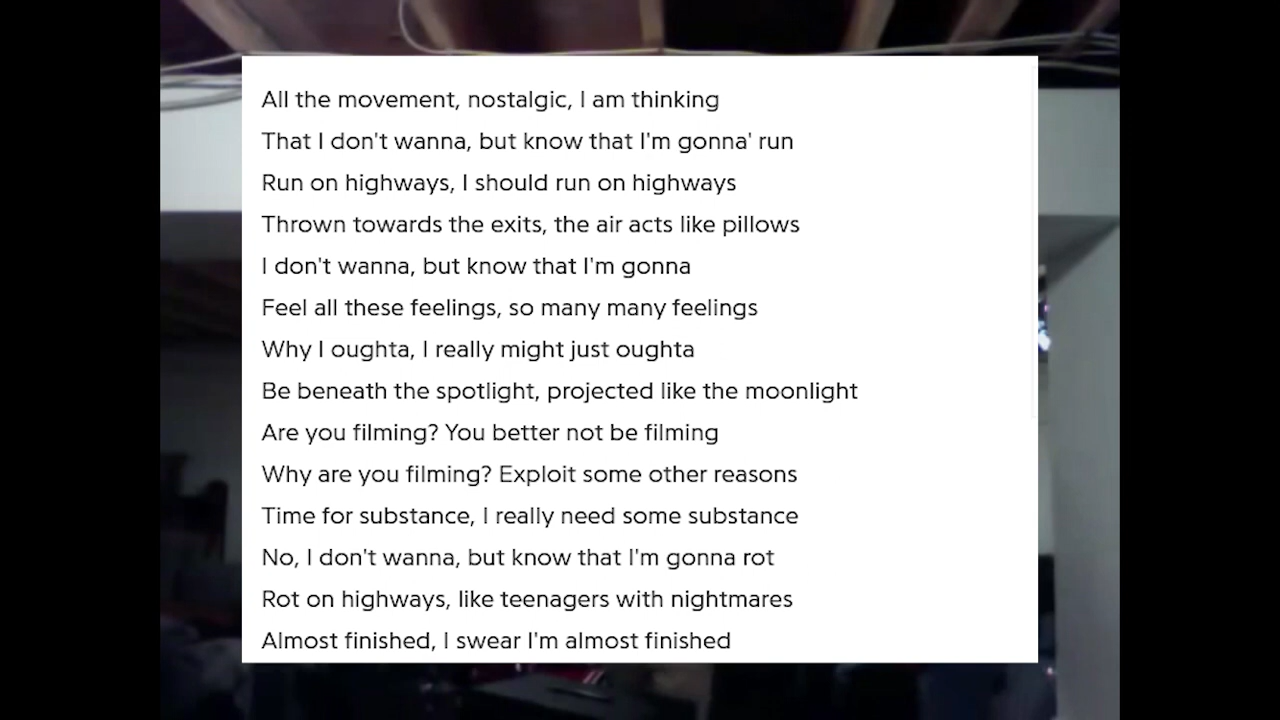 All the movement, nostalgic, I am thinking
That I don't wanna, but know that I'm gonna' run
Run on highways, I should run on highways
Thrown towards the exits, the air acts like pillows
I don't wanna, but know that I'm gonna
Feel all these feelings, so many many feelings
Why I oughta, I really might just oughta
Be beneath the spotlight, projected like the moonlight
Are you filming? You better not be filming
Why are you filming? Exploit some other reasons
Time for substance, I really need some substance
No, I don't wanna, but know that I'm gonna rot
Rot on highways, like teenagers with nightmares
Almost finished, I swear I'm almost finished